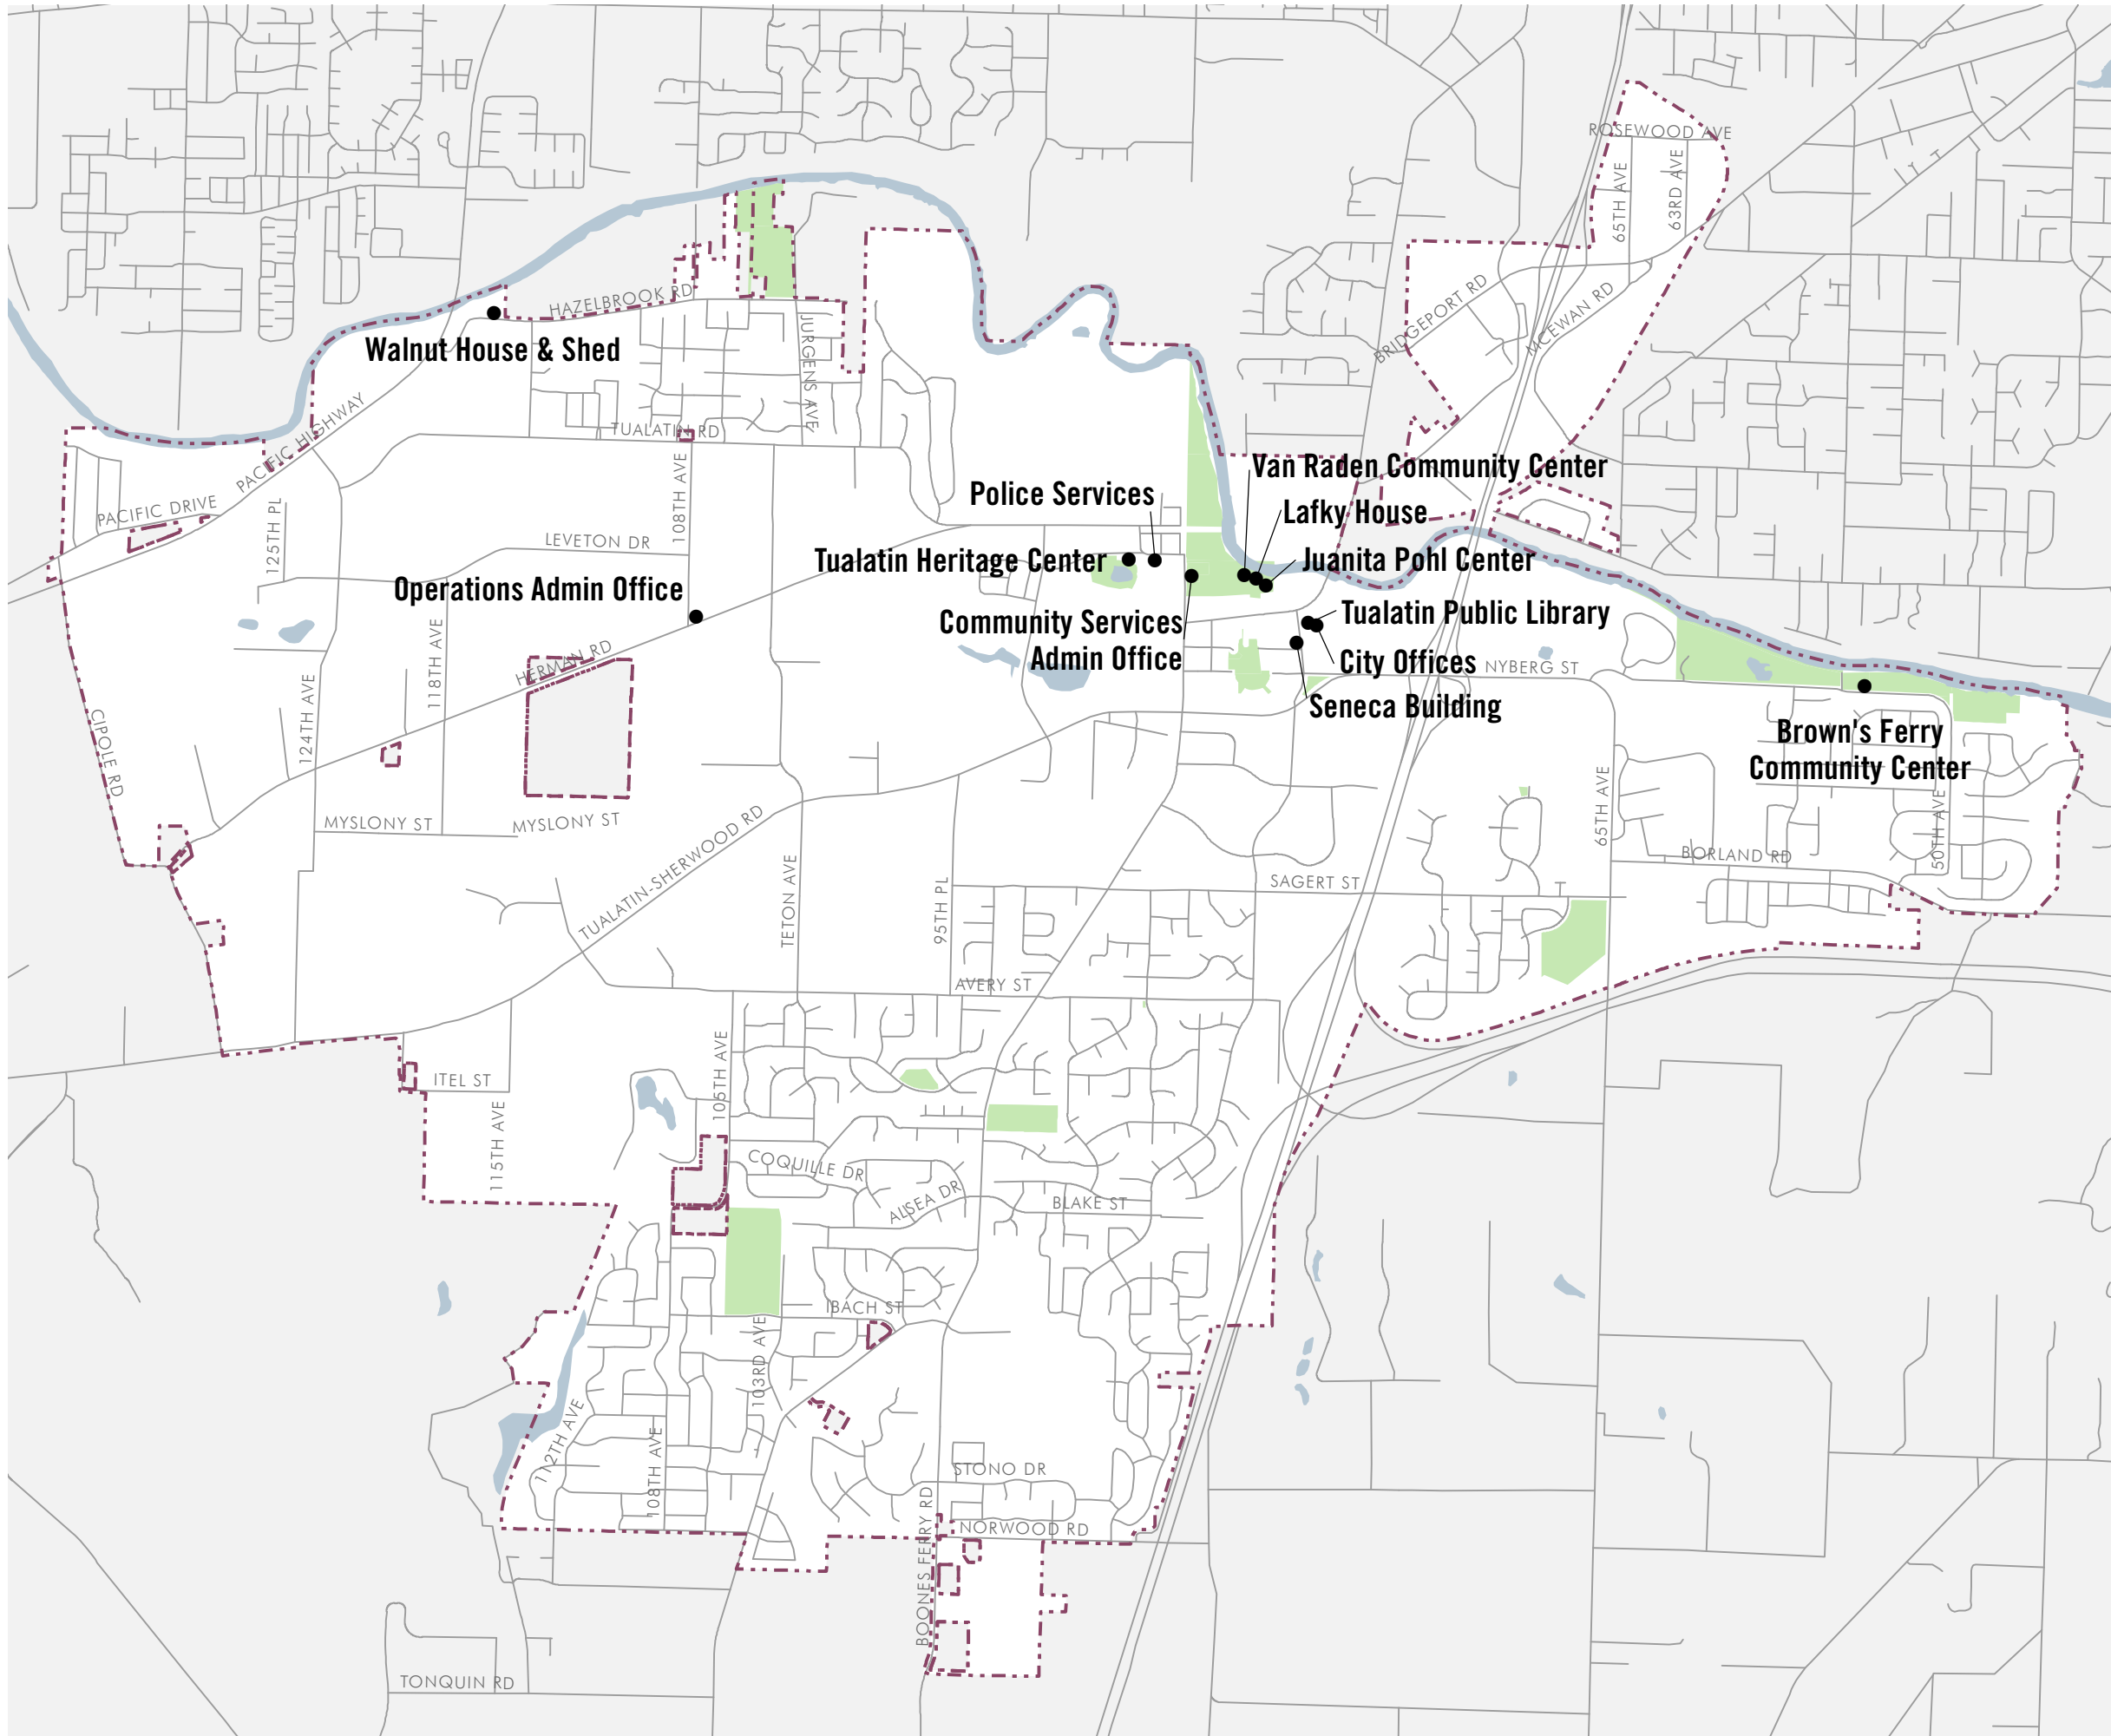 ROSEWOOD AVE
65TH AVE
63RD AVE
BRIDGEPORT RD
MCEWAN RD
HAZELBROOK RD
Walnut House & Shed
JURGENS AVE
PACIFIC HIGHWAY
TUALATIN RD
108TH AVE
PACIFIC DRIVE
125TH PL
LEVETON DR
Van Raden Community Center
Police Services
Lafky House
Tualatin Heritage Center
Juanita Pohl Center
Operations Admin Office
Community Services
Admin Office
Tualatin Public Library
City Offices
NYBERG ST
Seneca Building
118TH AVE
HERMAN RD
124TH AVE
CIPOLE RD
Brown's Ferry
Community Center
MYSLONY ST
MYSLONY ST
TUALATIN-SHERWOOD RD
65TH AVE
50TH AVE
BORLAND RD
TETON AVE
95TH PL
SAGERT ST
AVERY ST
ITEL ST
105TH AVE
115TH AVE
COQUILLE DR
ALSEA DR
BLAKE ST
IBACH ST
103RD AVE
112TH AVE
108TH AVE
STONO DR
NORWOOD RD
BOONES FERRY RD
TONQUIN RD